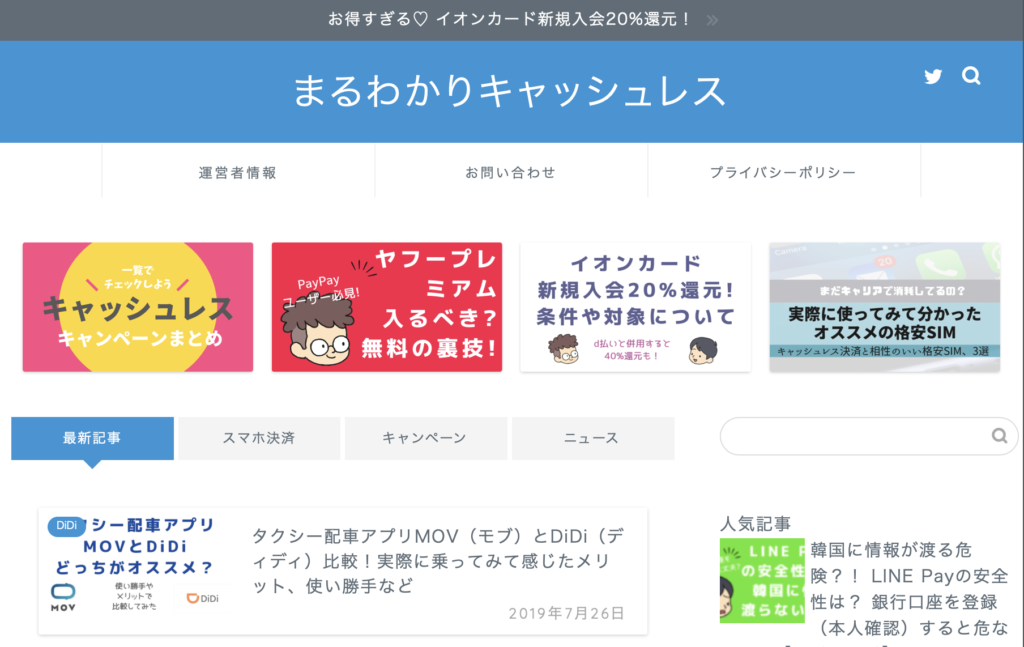 お得すぎる♡ イオンカード新規入会20%還元！
まるわかりキャッシュレス
運営者情報
お問い合わせ
プライバシーポリシー
一覧で
チェックしよう
キャッシュレス
キャンペーンまとめ
PayPay
ユーザー必見!
ヤフープレ
ミアム
入るべき?
無料の裏技!
イオンカード
新規入会20%還元!
条件や対象について
d払いと併用すると
40%還元も！
Camera
20
まだキャリアで消耗してるの？
実際に使ってみて分かった
オススメの格安SIM
キャッシュレス決済と相性のいい格安SIM、3選
最新記事
スマホ決済
キャンペーン
ニュース
DiDi
シー配車アプリ
MOVとDiDi
どっちがオススメ？
MOV
使い勝手や
メリットで
比較してみた
DiDi
タクシー配車アプリMOV（モブ）とDiDi（デ
ィディ）比較！実際に乗ってみて感じたメリ
ット、使い勝手など
2019年7月26日
人気記事
LINE
の安全性
韓国に
渡らない
韓国に情報が渡る危
険？！ LINE Payの安全
性は？ 銀行口座を登録
（本人確認）すると危な